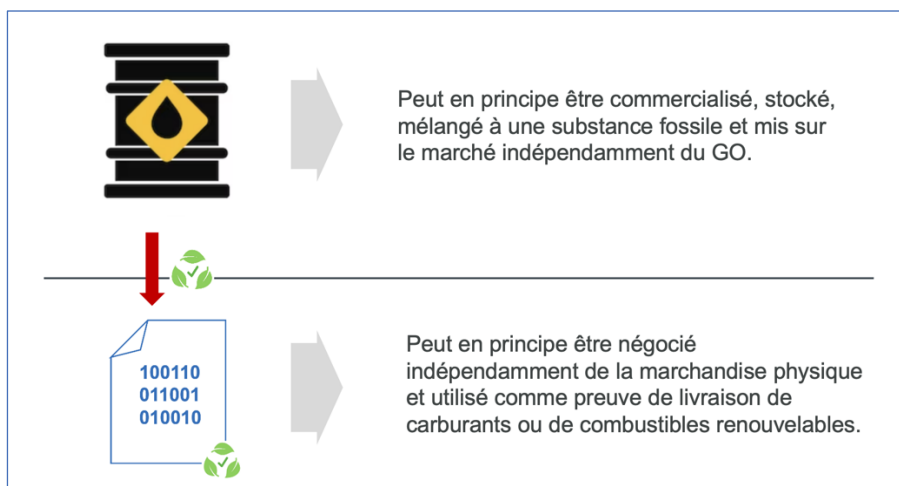 Peut en principe être commercialisé, stocké,
mélangé à une substance fossile et mis sur
le marché indépendamment du GO.
100110
011001
010010
Peut en principe être négocié
indépendamment de la marchandise physique
et utilisé comme preuve de livraison de
carburants ou de combustibles renouvelables.